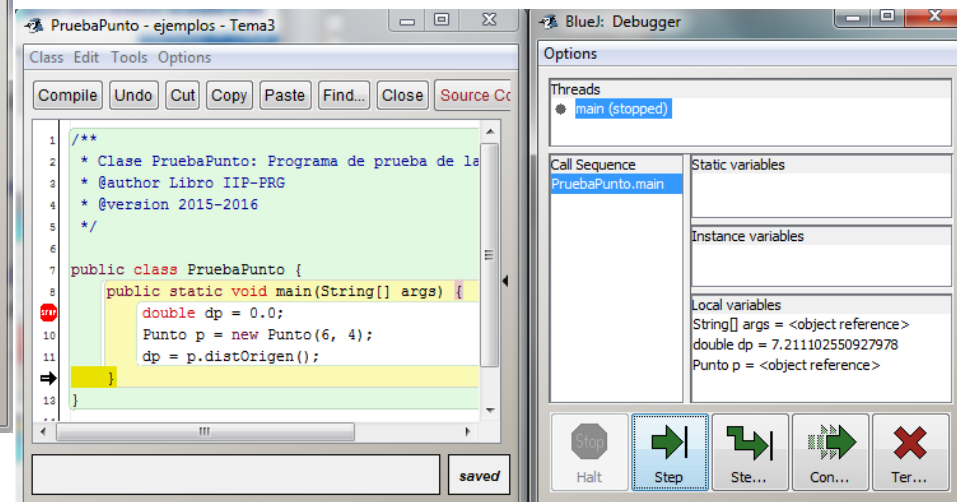 PruebaPunto - ejemplos - Tema3
Class Edit Tools Options
Compile Undo Cut Copy Paste Find... Close Source Cc
1 /**
2 * Clase PruebaPunto: Programa de prueba de la
3 * @author Libro IIP-PRG
4 * @version 2015-2016
5 */
6
7 public class PruebaPunto {
8 public static void main(String[] args) {
STOP double dp = 0.0;
10 Punto p = new Punto(6, 4);
11 dp = p.distOrigen();
}
13 }
saved
BlueJ: Debugger
Options
Threads
main (stopped)
Call Sequence
PruebaPunto.main
Static variables
Instance variables
Local variables
String[] args = <object reference>
double dp = 7.211102550927978
Punto p = <object reference>
Stop
Halt Step Ste... Con... Ter...